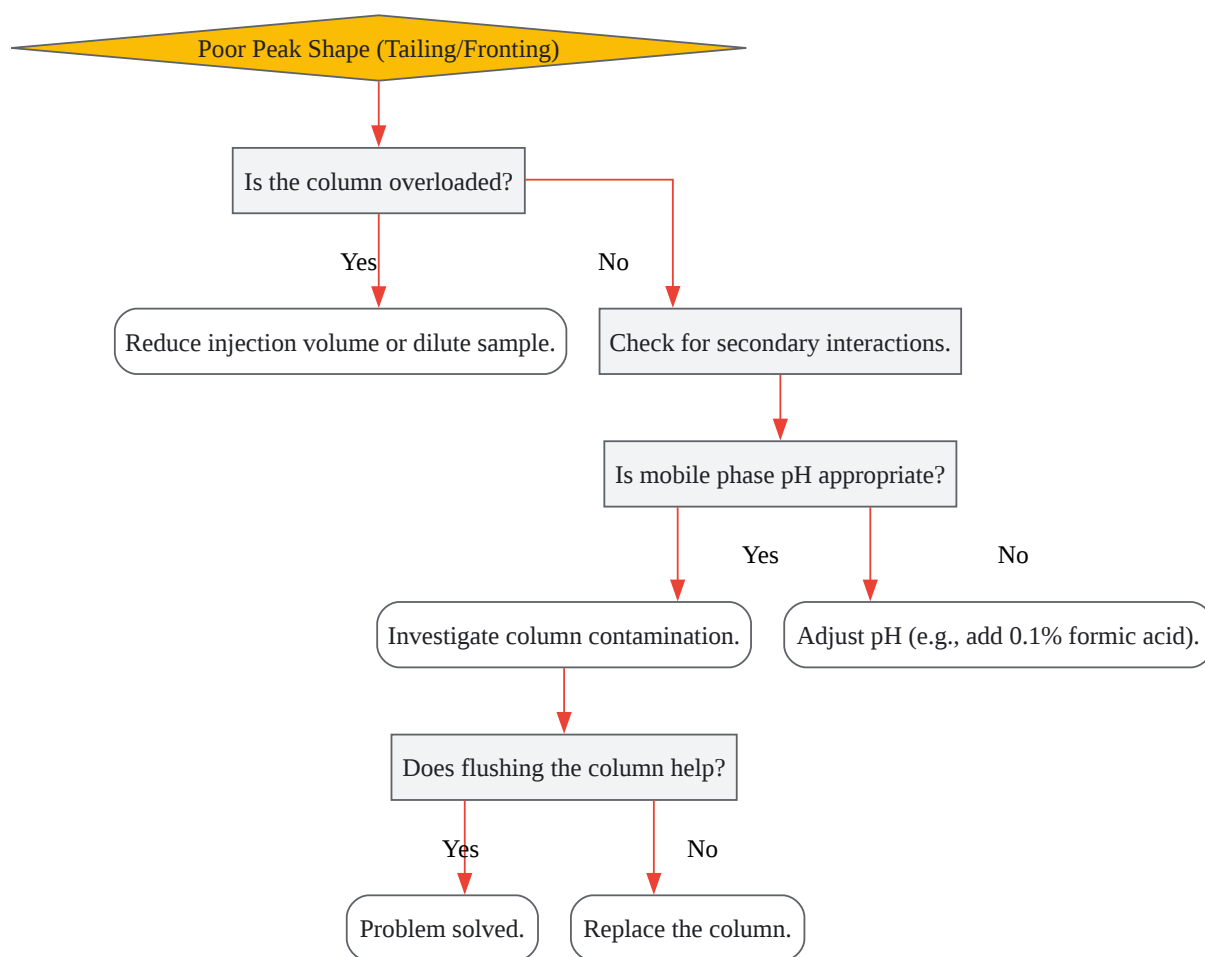 Poor Peak Shape (Tailing/Fronting)
Is the column overloaded?
Yes
No
Reduce injection volume or dilute sample.
Check for secondary interactions.
Is mobile phase pH appropriate?
Yes
No
Investigate column contamination.
Adjust pH (e.g., add 0.1% formic acid).
Does flushing the column help?
Yes
No
Problem solved.
Replace the column.